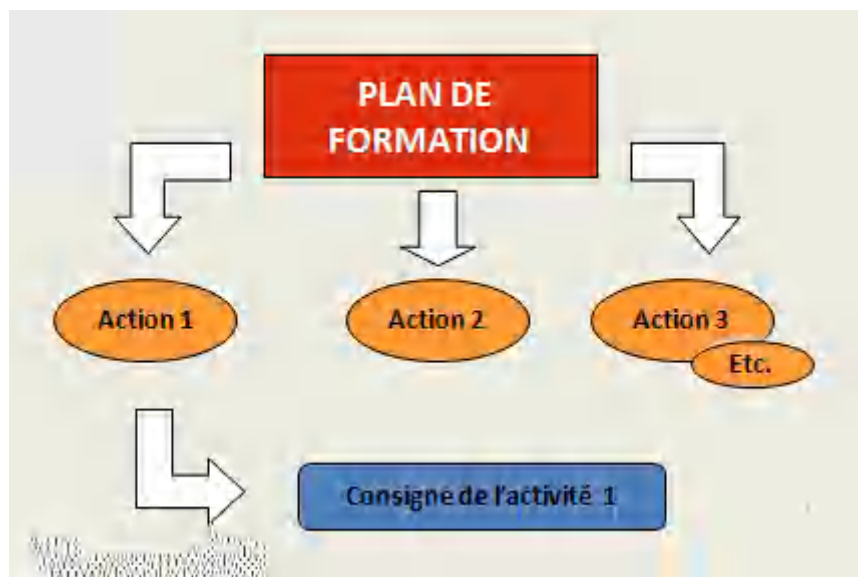 PLAN DE
FORMATION
Action 1
Action 2
Action 3
Etc.
Consigne de l'activité 1